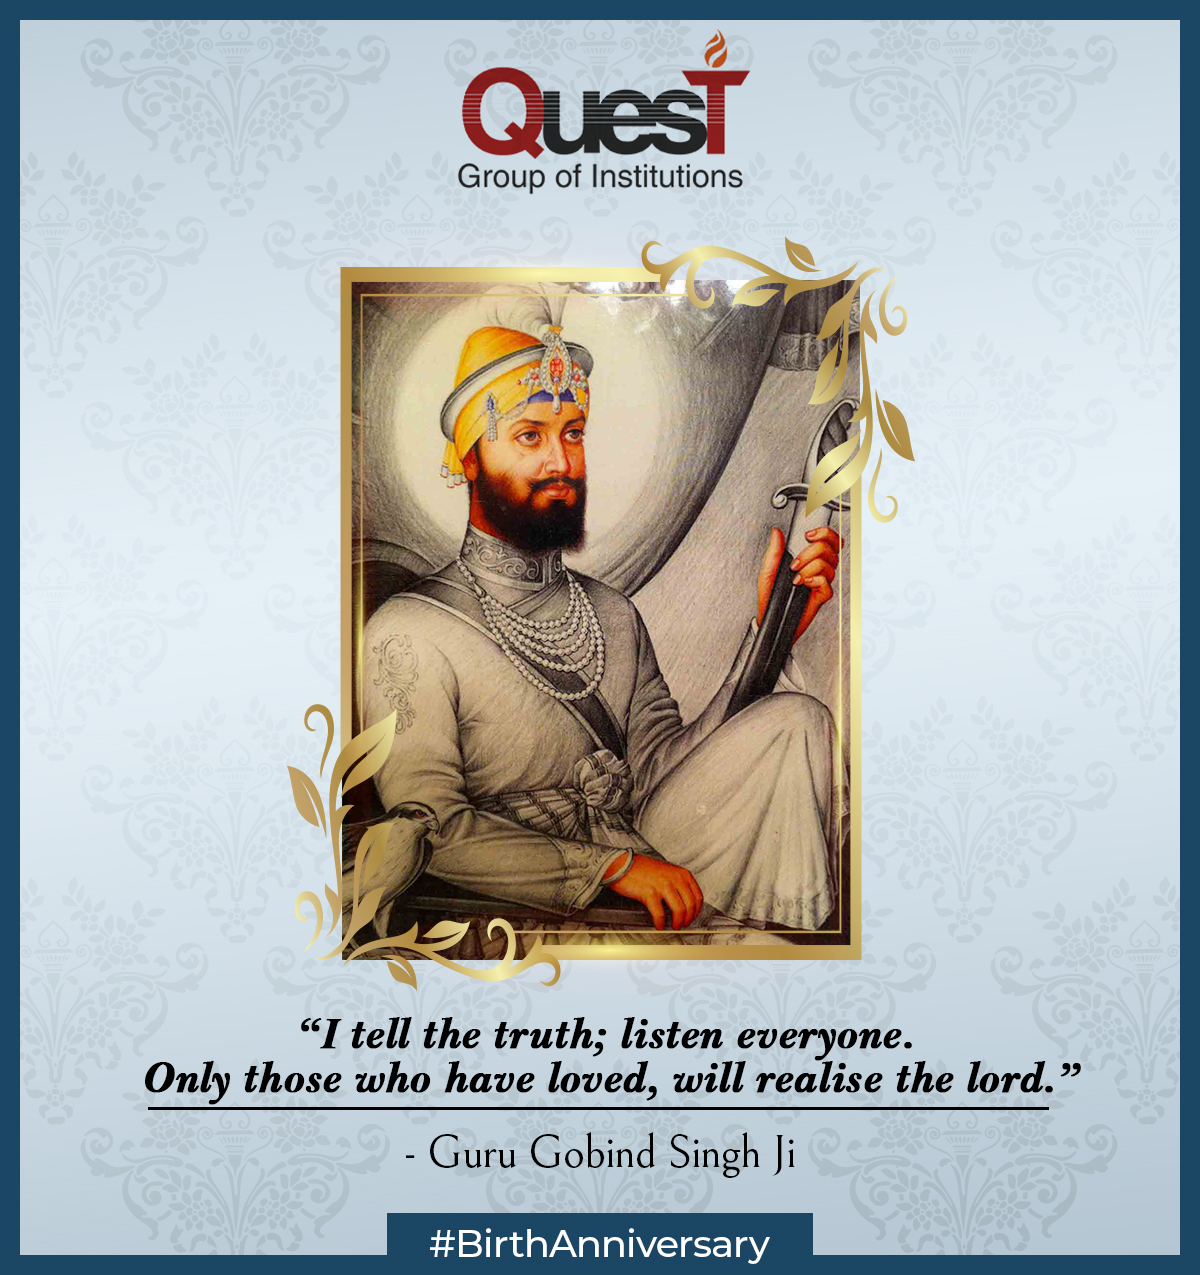 QuesT
Group of Institutions
“I tell the truth; listen everyone.
Only those who have loved, will realise the lord.”
- Guru Gobind Singh Ji
#BirthAnniversary